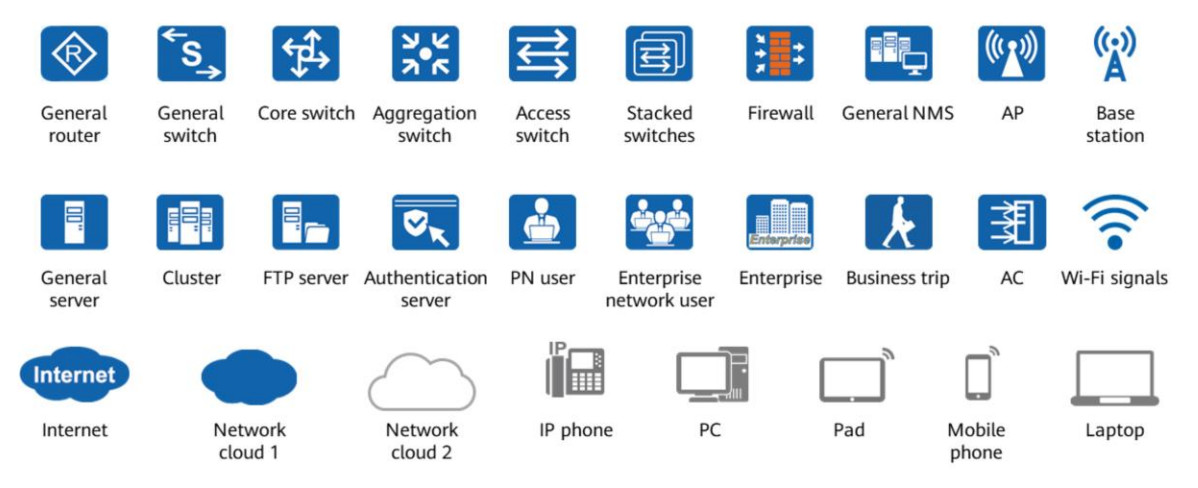 R
S
General router
General switch
Core switch
Aggregation switch
Access switch
Stacked switches
Firewall
General NMS
AP
Base station
Enterprise
General server
Cluster
FTP server
Authentication server
PN user
Enterprise network user
Enterprise
Business trip
AC
Wi-Fi signals
Internet
IP
Internet
Network cloud 1
Network cloud 2
IP phone
PC
Pad
Mobile phone
Laptop